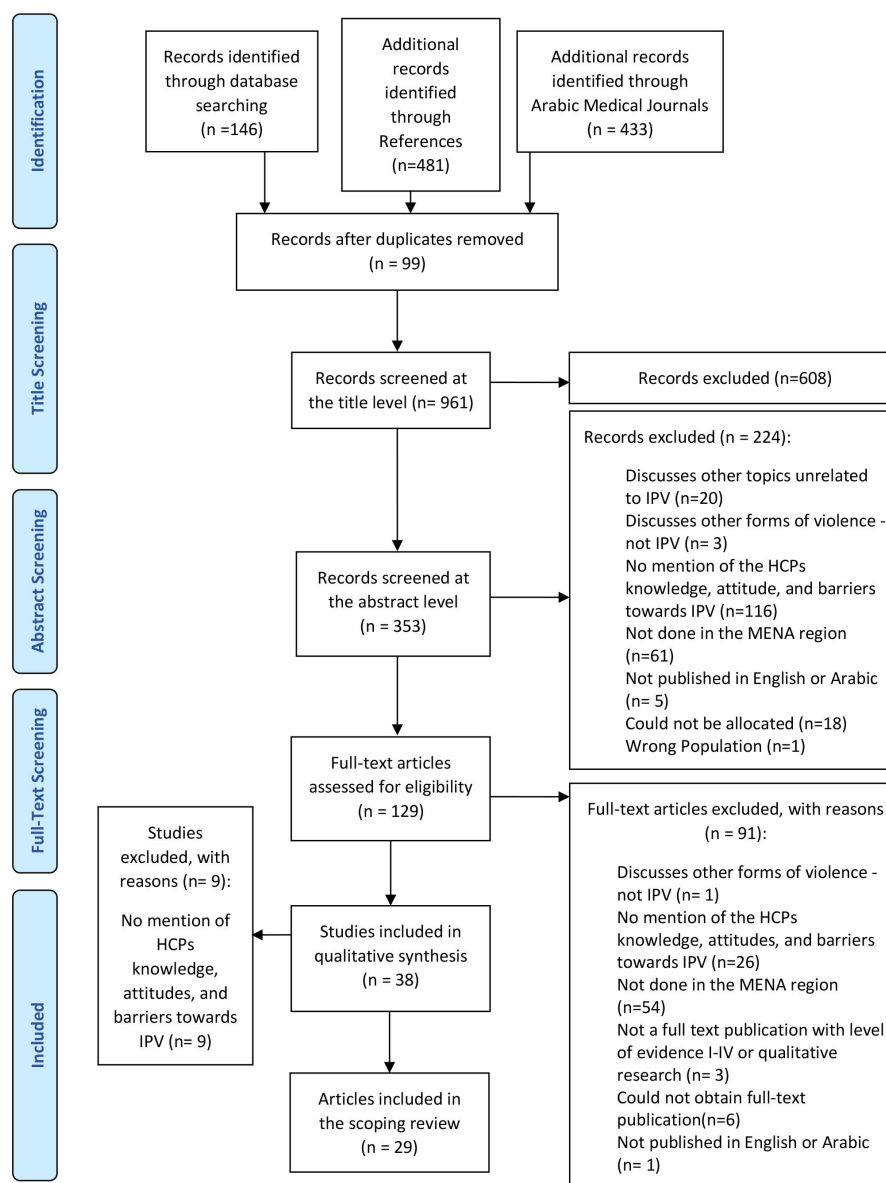 Identification
Records identified
through database
searching
(n =146)
Additional
records
identified
through
References
(n=481)
Additional records
identified through
Arabic Medical Journals
(n = 433)
Records after duplicates removed
(n = 99)
Title Screening
Records screened at
the title level (n= 961)
Records excluded (n=608)
Abstract Screening
Records screened at
the abstract level
(n = 353)
Records excluded (n = 224):
Discusses other topics unrelated
to IPV (n=20)
Discusses other forms of violence -
not IPV (n= 3)
No mention of the HCPs
knowledge, attitude, and barriers
towards IPV (n=116)
Not done in the MENA region
(n=61)
Not published in English or Arabic
(n= 5)
Could not be allocated (n=18)
Wrong Population (n=1)
Full-Text Screening
Full-text articles
assessed for eligibility
(n = 129)
Full-text articles excluded, with reasons
(n = 91):
Discusses other forms of violence -
not IPV (n= 1)
No mention of the HCPs
knowledge, attitudes, and barriers
towards IPV (n=26)
Not done in the MENA region
(n=54)
Not a full text publication with level
of evidence I-IV or qualitative
research (n= 3)
Could not obtain full-text
publication(n=6)
Not published in English or Arabic
(n= 1)
Studies
excluded, with
reasons (n= 9):
No mention of
HCPs
knowledge,
attitudes, and
barriers towards
IPV (n= 9)
Included
Studies included in
qualitative synthesis
(n = 38)
Articles included in
the scoping review
(n = 29)